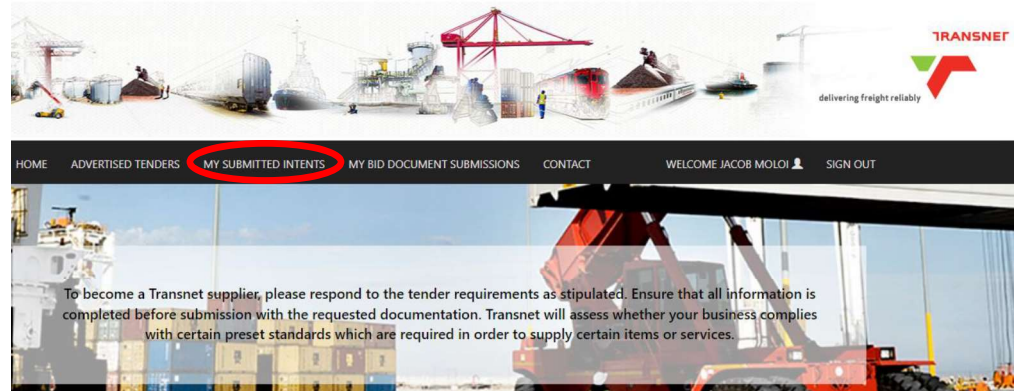 TRANSNET
delivering freight reliably
HOME ADVERTISED TENDERS MY SUBMITTED INTENTS MY BID DOCUMENT SUBMISSIONS CONTACT WELCOME JACOB MOLOI SIGN OUT
To become a Transnet supplier, please respond to the tender requirements as stipulated. Ensure that all information is
completed before submission with the requested documentation. Transnet will assess whether your business complies
with certain preset standards which are required in order to supply certain items or services.